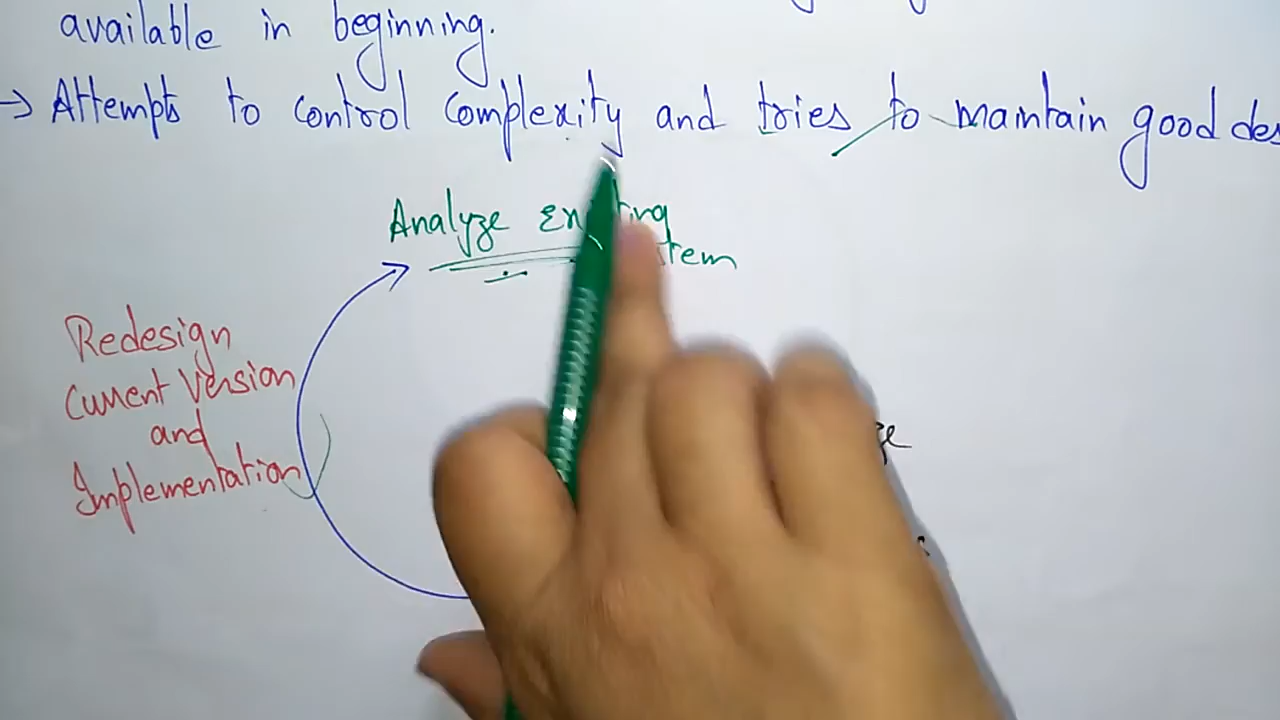 available in beginning.
→ Attempts to control complexity and tries to maintain good des
Analyze
Redesign
Current Version
and
Implementation